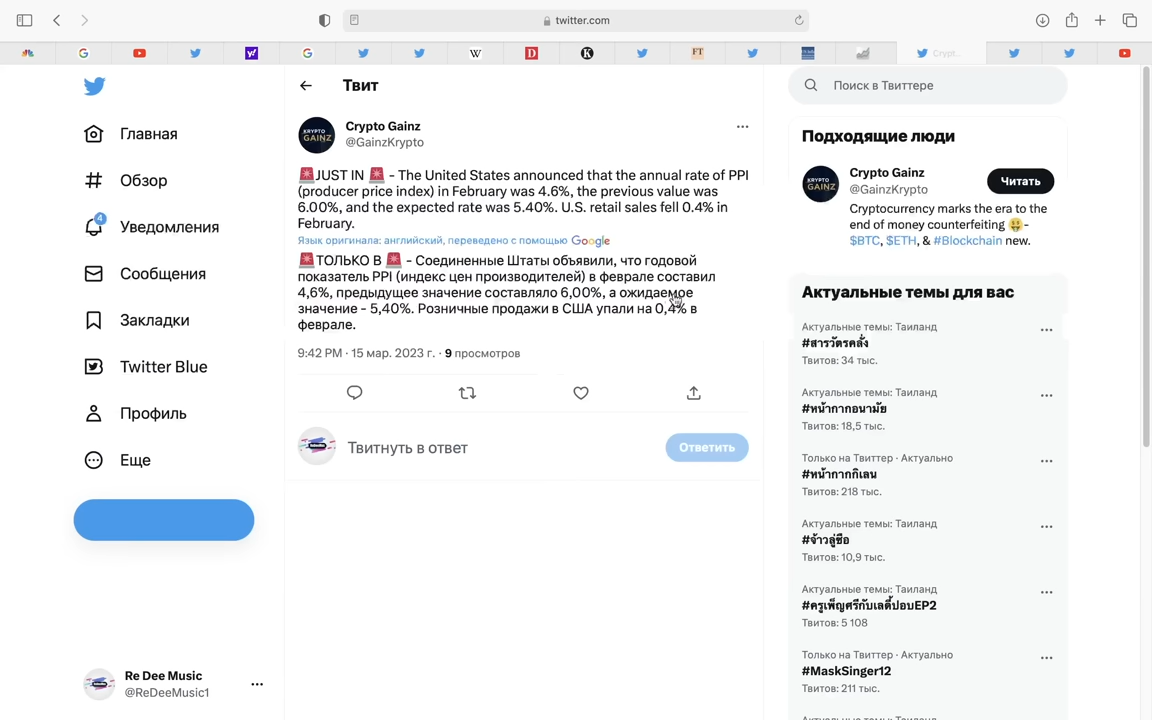 twitter.com
Crypt...
Главная
Обзор
4
Уведомления
Сообщения
Закладки
Twitter Blue
Профиль
Еще
Re Dee Music
@ReDeeMusic1
Твит
KRYPTO
GAINZ
Crypto Gainz
@GainzKrypto
🚨JUST IN 🚨 - The United States announced that the annual rate of PPI
(producer price index) in February was 4.6%, the previous value was
6.00%, and the expected rate was 5.40%. U.S. retail sales fell 0.4% in
February.
Язык оригинала: английский, переведено с помощью Google
🚨ТОЛЬКО В 🚨 - Соединенные Штаты объявили, что годовой
показатель PPI (индекс цен производителей) в феврале составил
4,6%, предыдущее значение составляло 6,00%, а ожидаемое
значение - 5,40%. Розничные продажи в США упали на 0,4% в
феврале.
9:42 PM · 15 мар. 2023 г. · 9 просмотров
Твитнуть в ответ
Ответить
Поиск в Твиттере
Подходящие люди
KRYPTO
GAINZ
Crypto Gainz
@GainzKrypto
Читать
Cryptocurrency marks the era to the
end of money counterfeiting 🤑-
$BTC, $ETH, & #Blockchain new.
Актуальные темы для вас
Актуальные темы: Таиланд
#สารวัตรคลั่ง
Твитов: 34 тыс.
Актуальные темы: Таиланд
#หน้ากากอนามัย
Твитов: 18,5 тыс.
Только на Твиттер · Актуально
#หน้ากากกิเลน
Твитов: 218 тыс.
Актуальные темы: Таиланд
#จ้าวลู่ซือ
Твитов: 10,9 тыс.
Актуальные темы: Таиланд
#ครูเพ็ญศรีกับเลดี้ปอบEP2
Твитов: 5 108
Только на Твиттер · Актуально
#MaskSinger12
Твитов: 211 тыс.